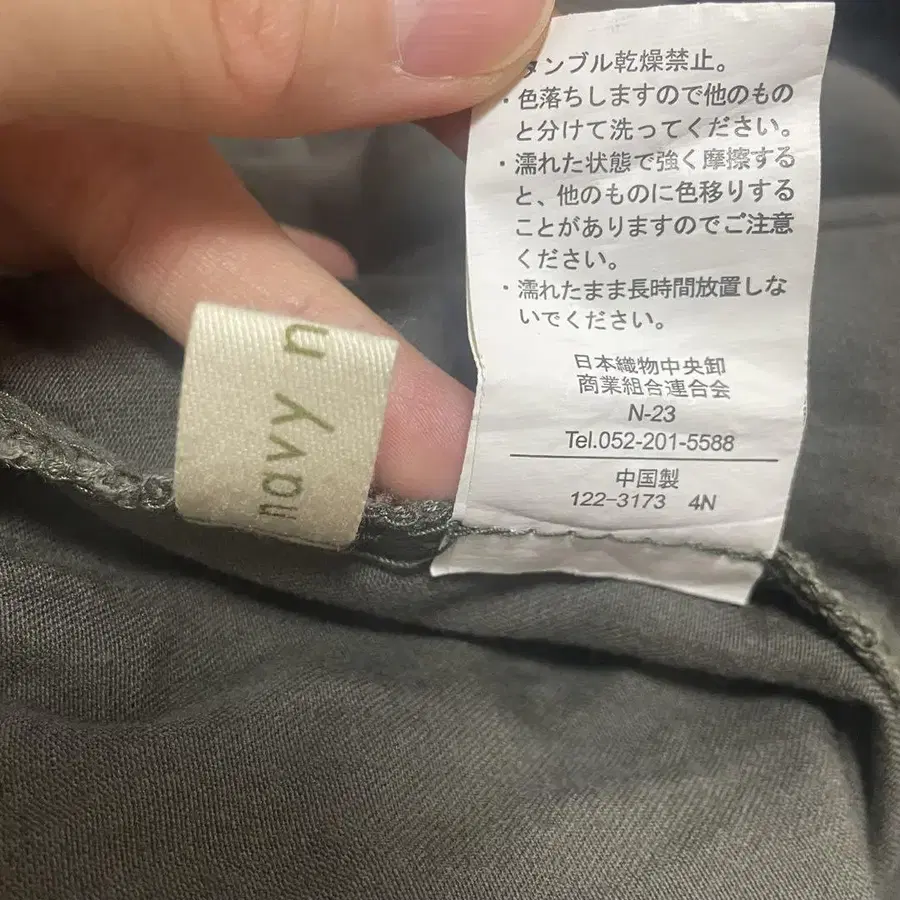 タンブル乾燥禁止。
・色落ちしますので他のもの
と分けて洗ってください。
・濡れた状態で強く摩擦する
と、他のものに色移りする
ことがありますのでご注意
ください。
・濡れたまま長時間放置しな
いでください。
日本織物中央卸
商業組合連合会
N-23
Tel.052-201-5588
中国製
122-3173 4N
navy n